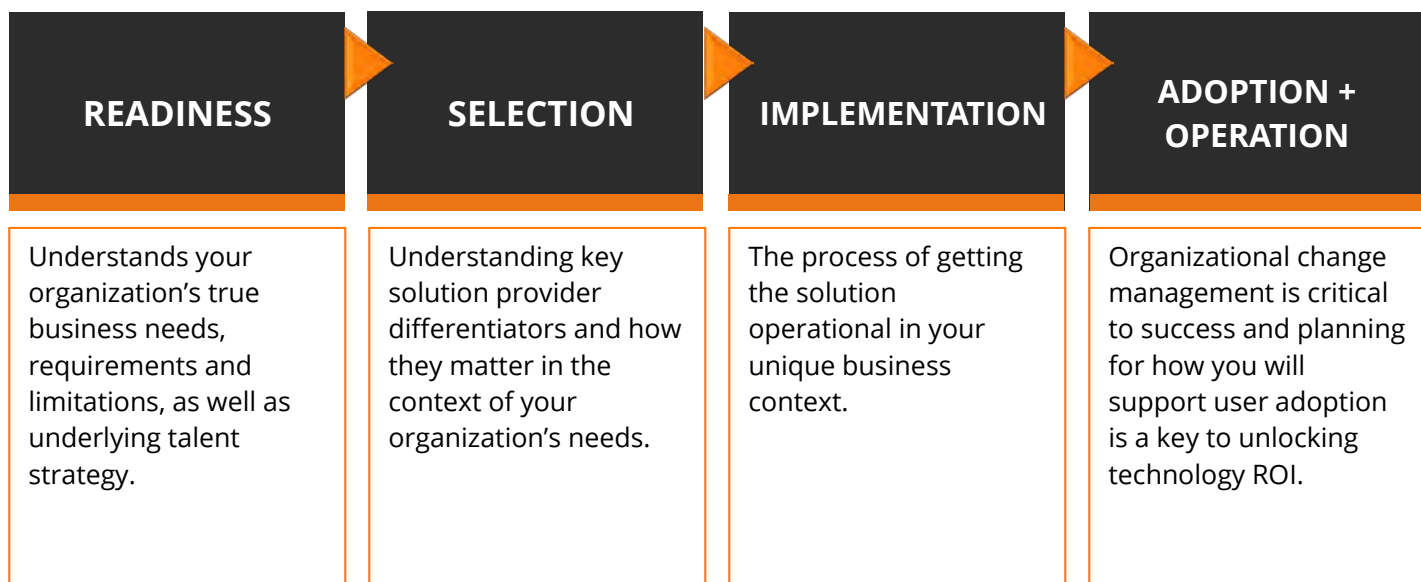 READINESS
Understands your
organization’s true
business needs,
requirements and
limitations, as well as
underlying talent
strategy.
SELECTION
Understanding key
solution provider
differentiators and how
they matter in the
context of your
organization’s needs.
IMPLEMENTATION
The process of getting
the solution
operational in your
unique business
context.
ADOPTION +
OPERATION
Organizational change
management is critical
to success and planning
for how you will
support user adoption
is a key to unlocking
technology ROI.